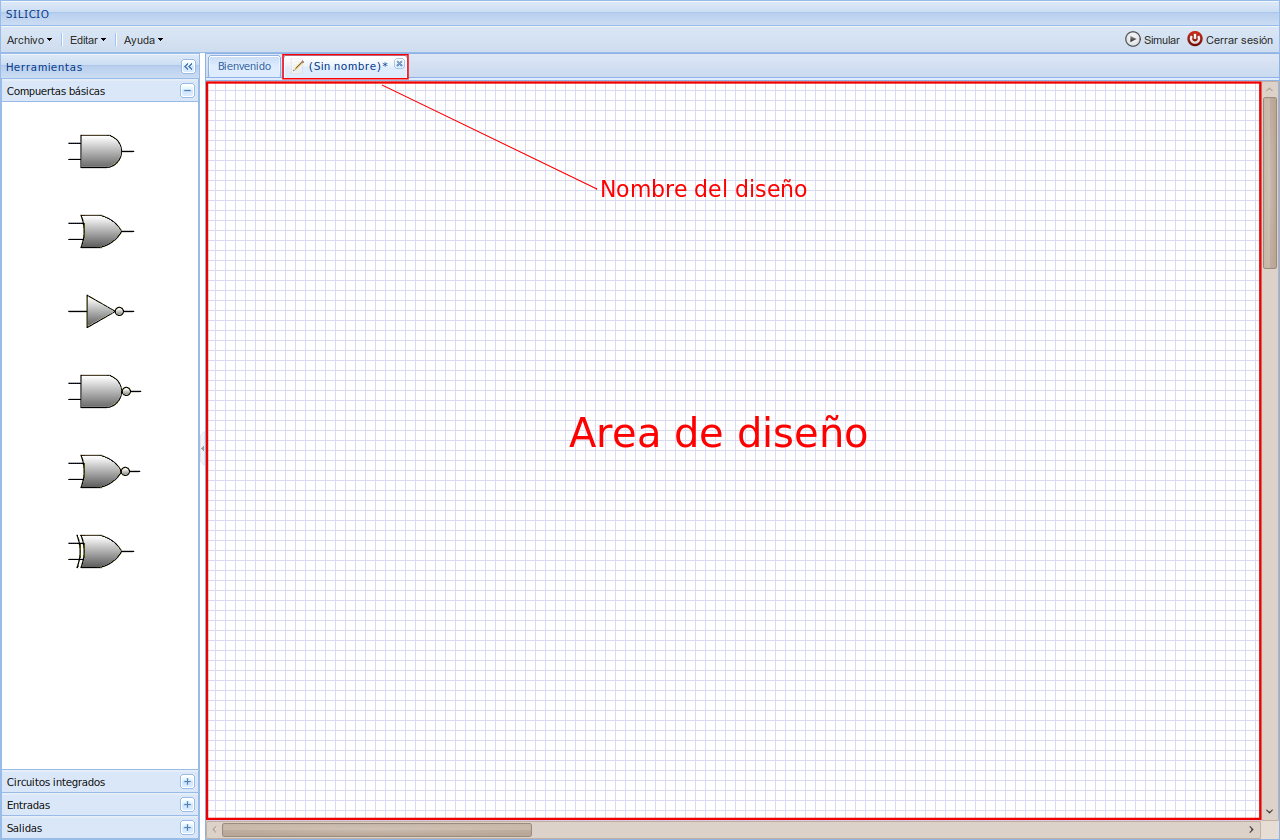 SILICIO
Archivo Editar Ayuda Simular Cerrar sesión
Herramientas
Bienvenido (Sin nombre)*
Compuertas básicas
Nombre del diseño
Area de diseño
Circuitos integrados
Entradas
Salidas